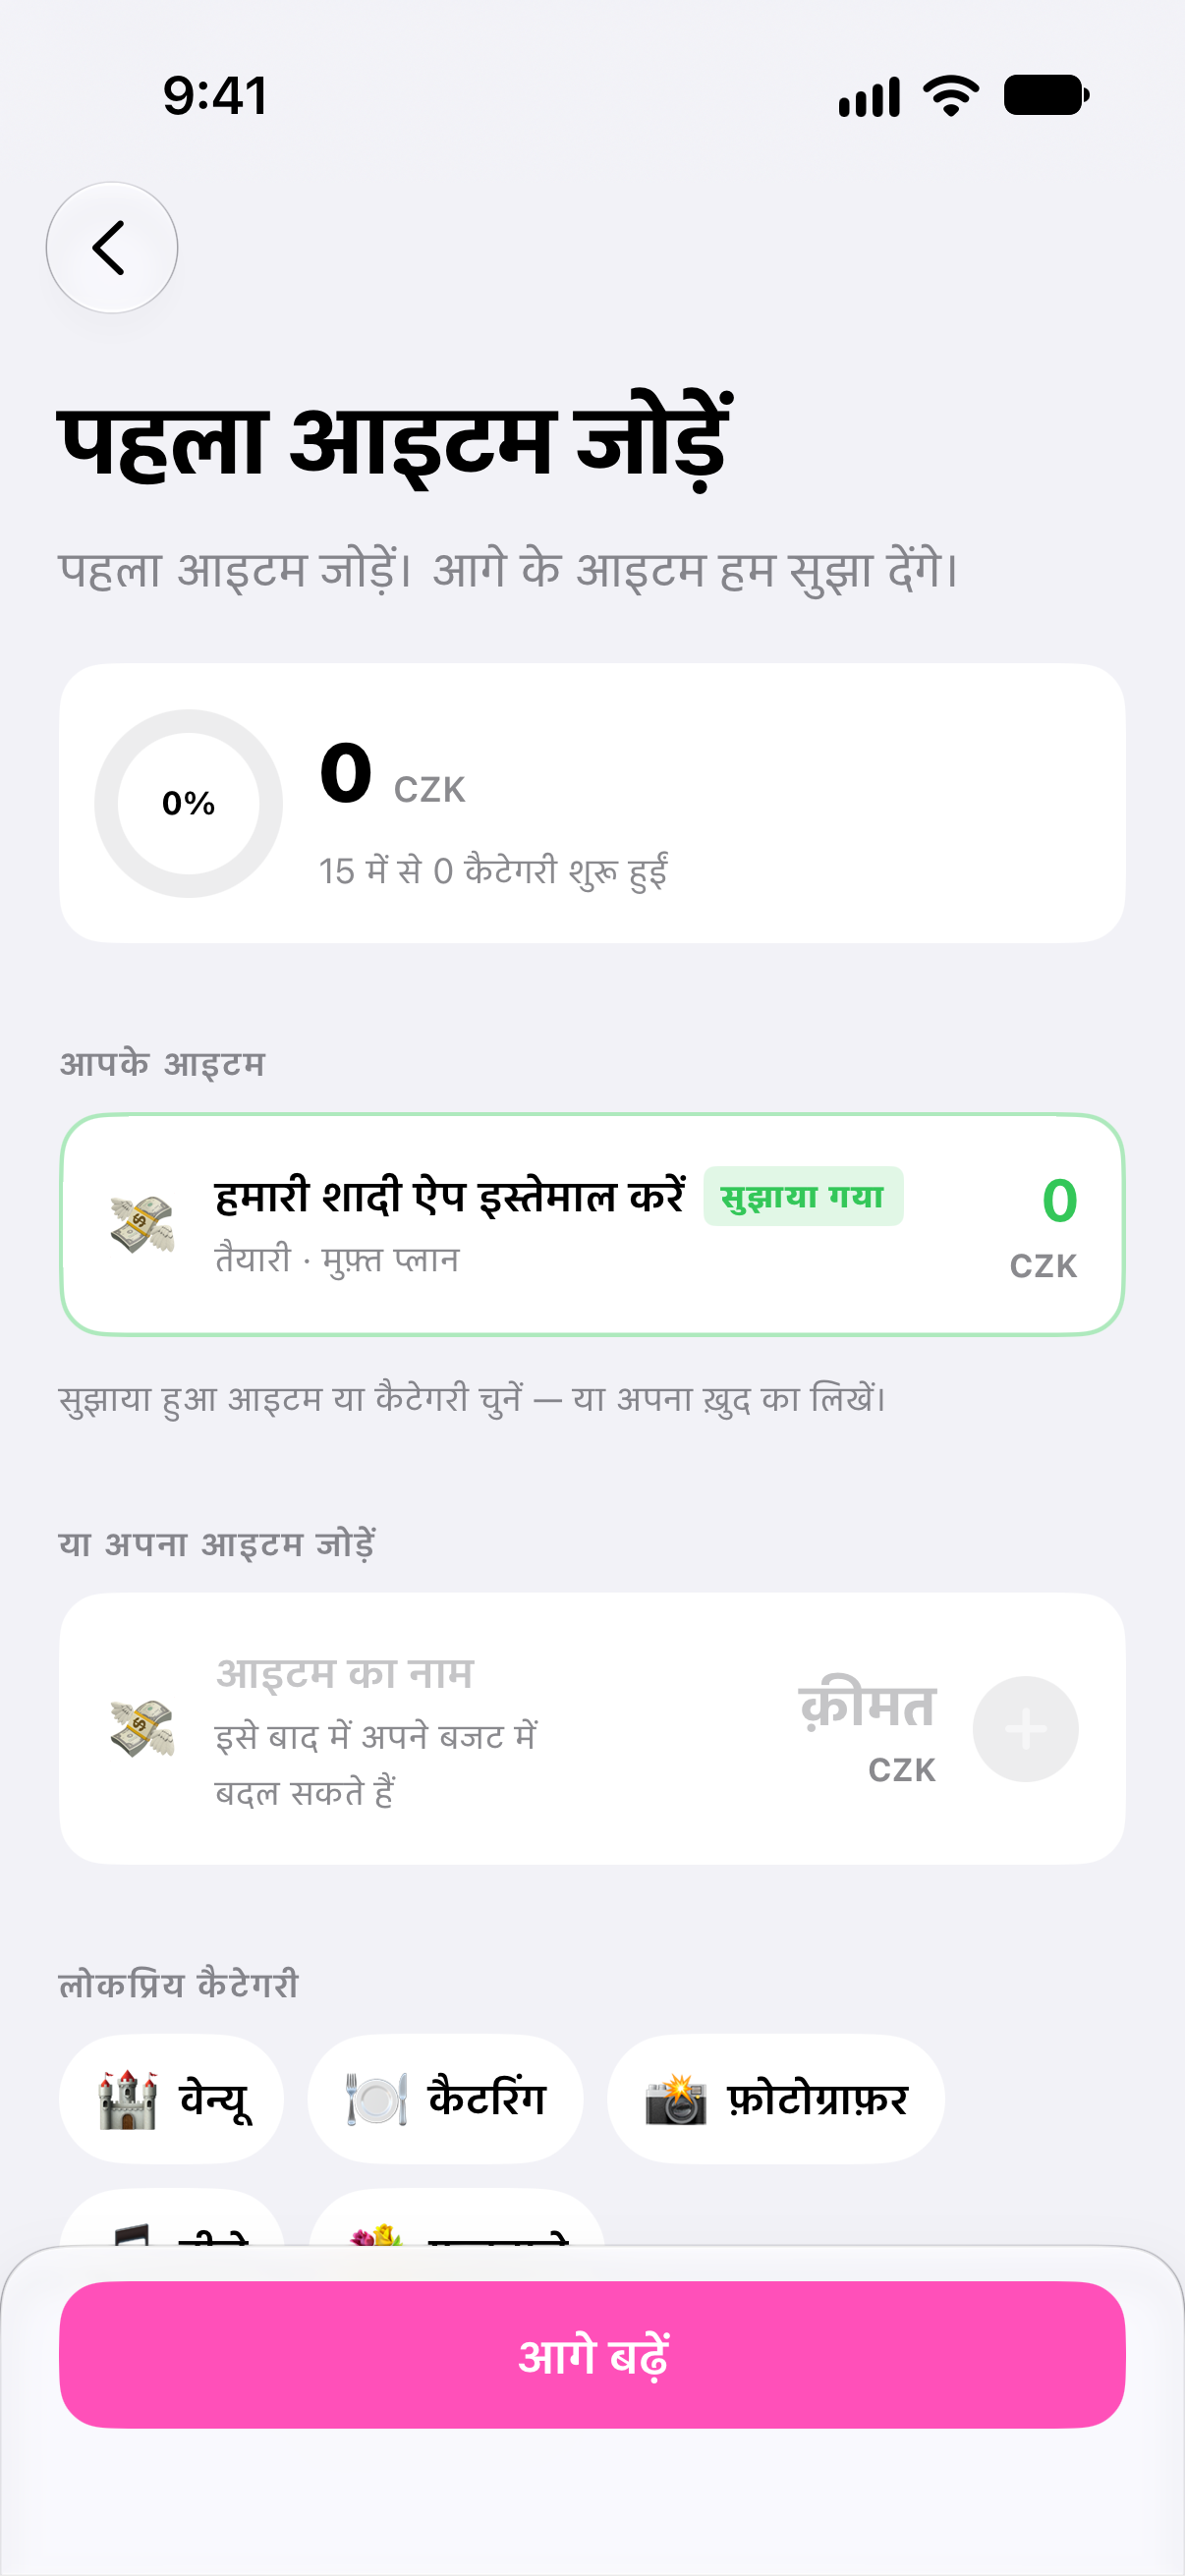 9:41
पहला आइटम जोड़ें
पहला आइटम जोड़ें। आगे के आइटम हम सुझा देंगे।
0%
0 CZK
15 में से 0 कैटेगरी शुरू हुईं
आपके आइटम
हमारी शादी ऐप इस्तेमाल करें सुझाया गया
तैयारी · मुफ़्त प्लान
0
CZK
सुझाया हुआ आइटम या कैटेगरी चुनें — या अपना ख़ुद का लिखें।
या अपना आइटम जोड़ें
आइटम का नाम
इसे बाद में अपने बजट में
बदल सकते हैं
क़ीमत
CZK
लोकप्रिय कैटेगरी
वेन्यू
कैटरिंग
फ़ोटोग्राफ़र
आगे बढ़ें